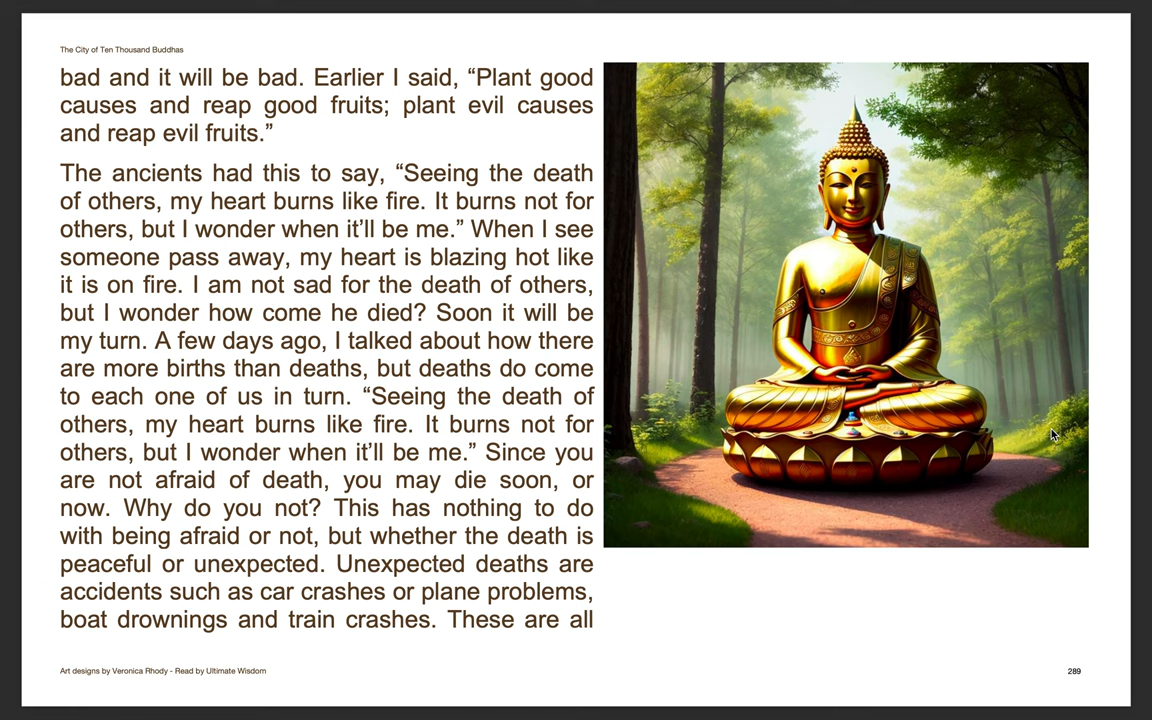 The City of Ten Thousand Buddhas
bad and it will be bad. Earlier I said, “Plant good
causes and reap good fruits; plant evil causes
and reap evil fruits.”
The ancients had this to say, “Seeing the death
of others, my heart burns like fire. It burns not for
others, but I wonder when it’ll be me.” When I see
someone pass away, my heart is blazing hot like
it is on fire. I am not sad for the death of others,
but I wonder how come he died? Soon it will be
my turn. A few days ago, I talked about how there
are more births than deaths, but deaths do come
to each one of us in turn. “Seeing the death of
others, my heart burns like fire. It burns not for
others, but I wonder when it’ll be me.” Since you
are not afraid of death, you may die soon, or
now. Why do you not? This has nothing to do
with being afraid or not, but whether the death is
peaceful or unexpected. Unexpected deaths are
accidents such as car crashes or plane problems,
boat drownings and train crashes. These are all
Art designs by Veronica Rhody - Read by Ultimate Wisdom
289